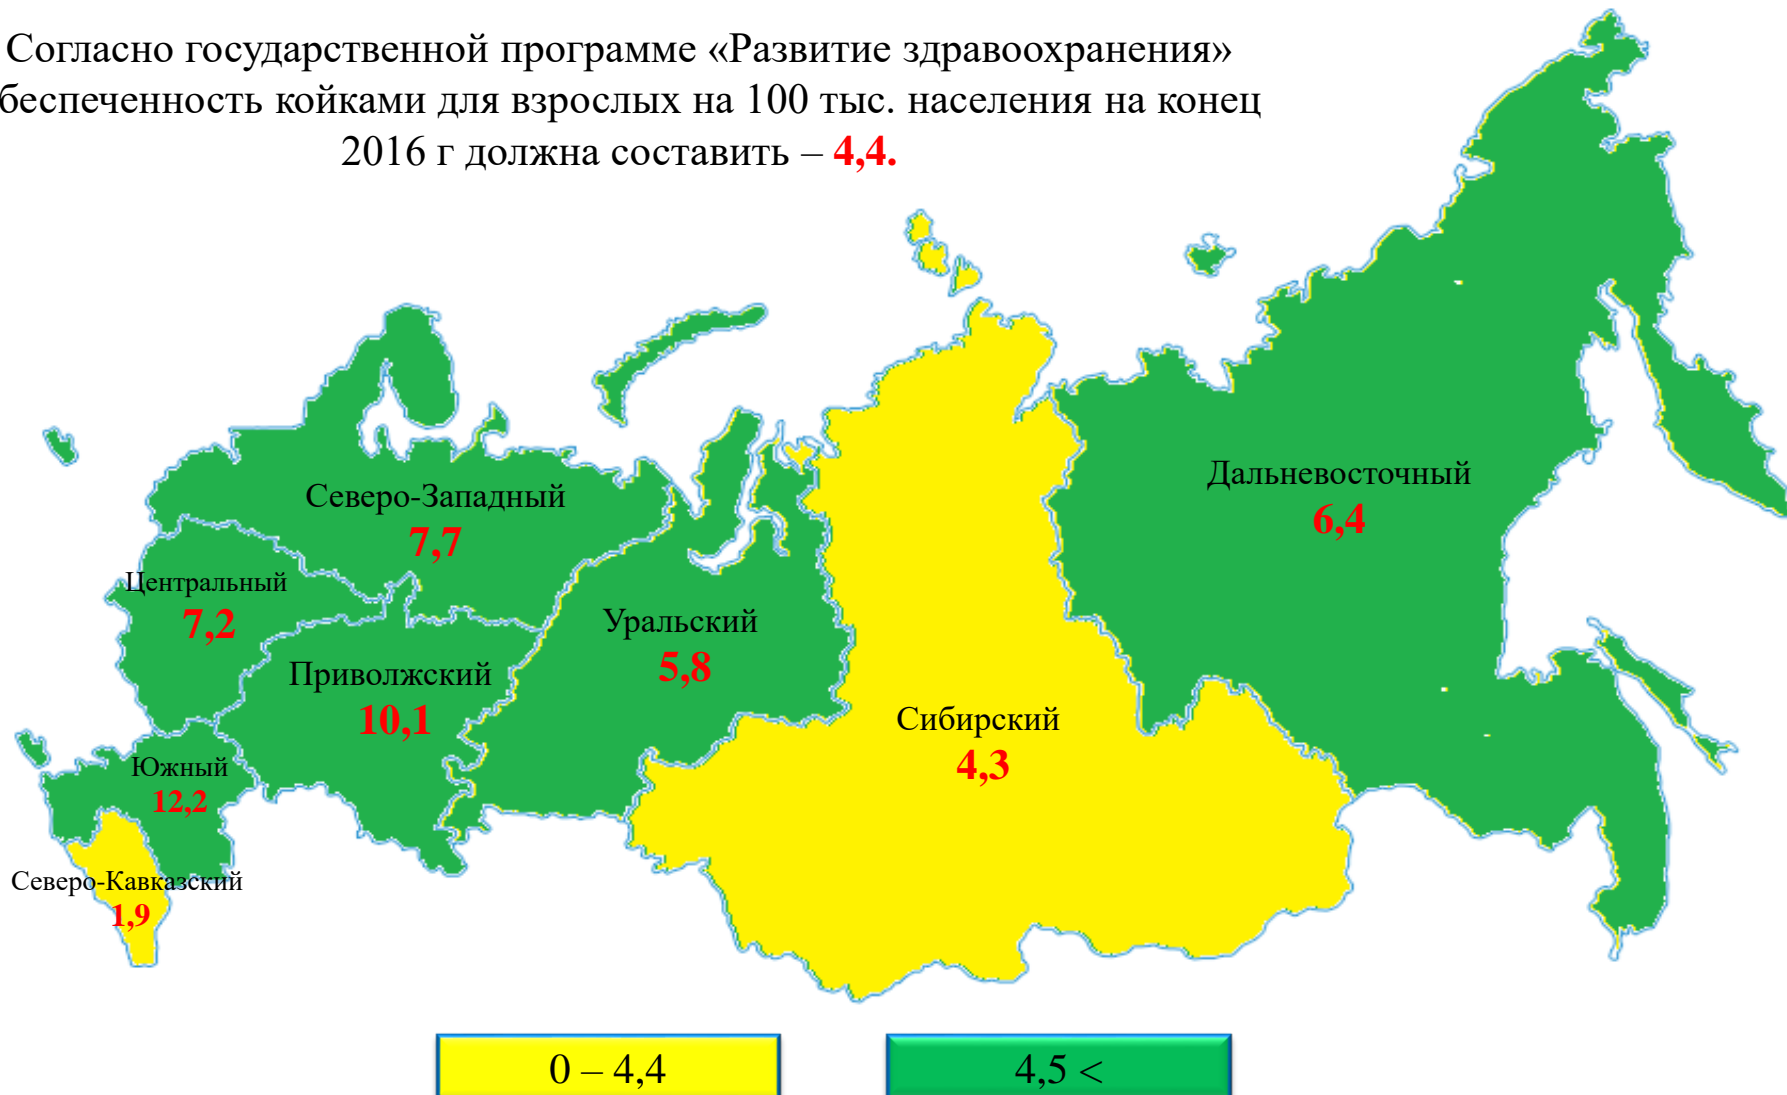 Согласно государственной программе «Развитие здравоохранения»
беспеченность койками для взрослых на 100 тыс. населения на конец
2016 г должна составить – 4,4.
Северо-Западный
7,7
Дальневосточный
6,4
Центральный
7,2
Уральский
5,8
Приволжский
10,1
Сибирский
4,3
Южный
12,2
Северо-Кавказский
1,9
0 – 4,4
4,5 <